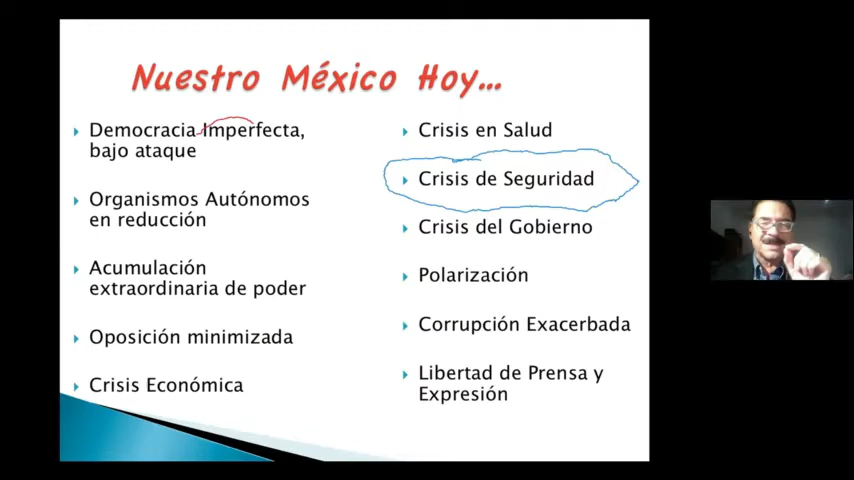 Nuestro México Hoy...
Democracia Imperfecta,
bajo ataque
Organismos Autónomos
en reducción
Acumulación
extraordinaria de poder
Oposición minimizada
Crisis Económica
Crisis en Salud
Crisis de Seguridad
Crisis del Gobierno
Polarización
Corrupción Exacerbada
Libertad de Prensa y
Expresión